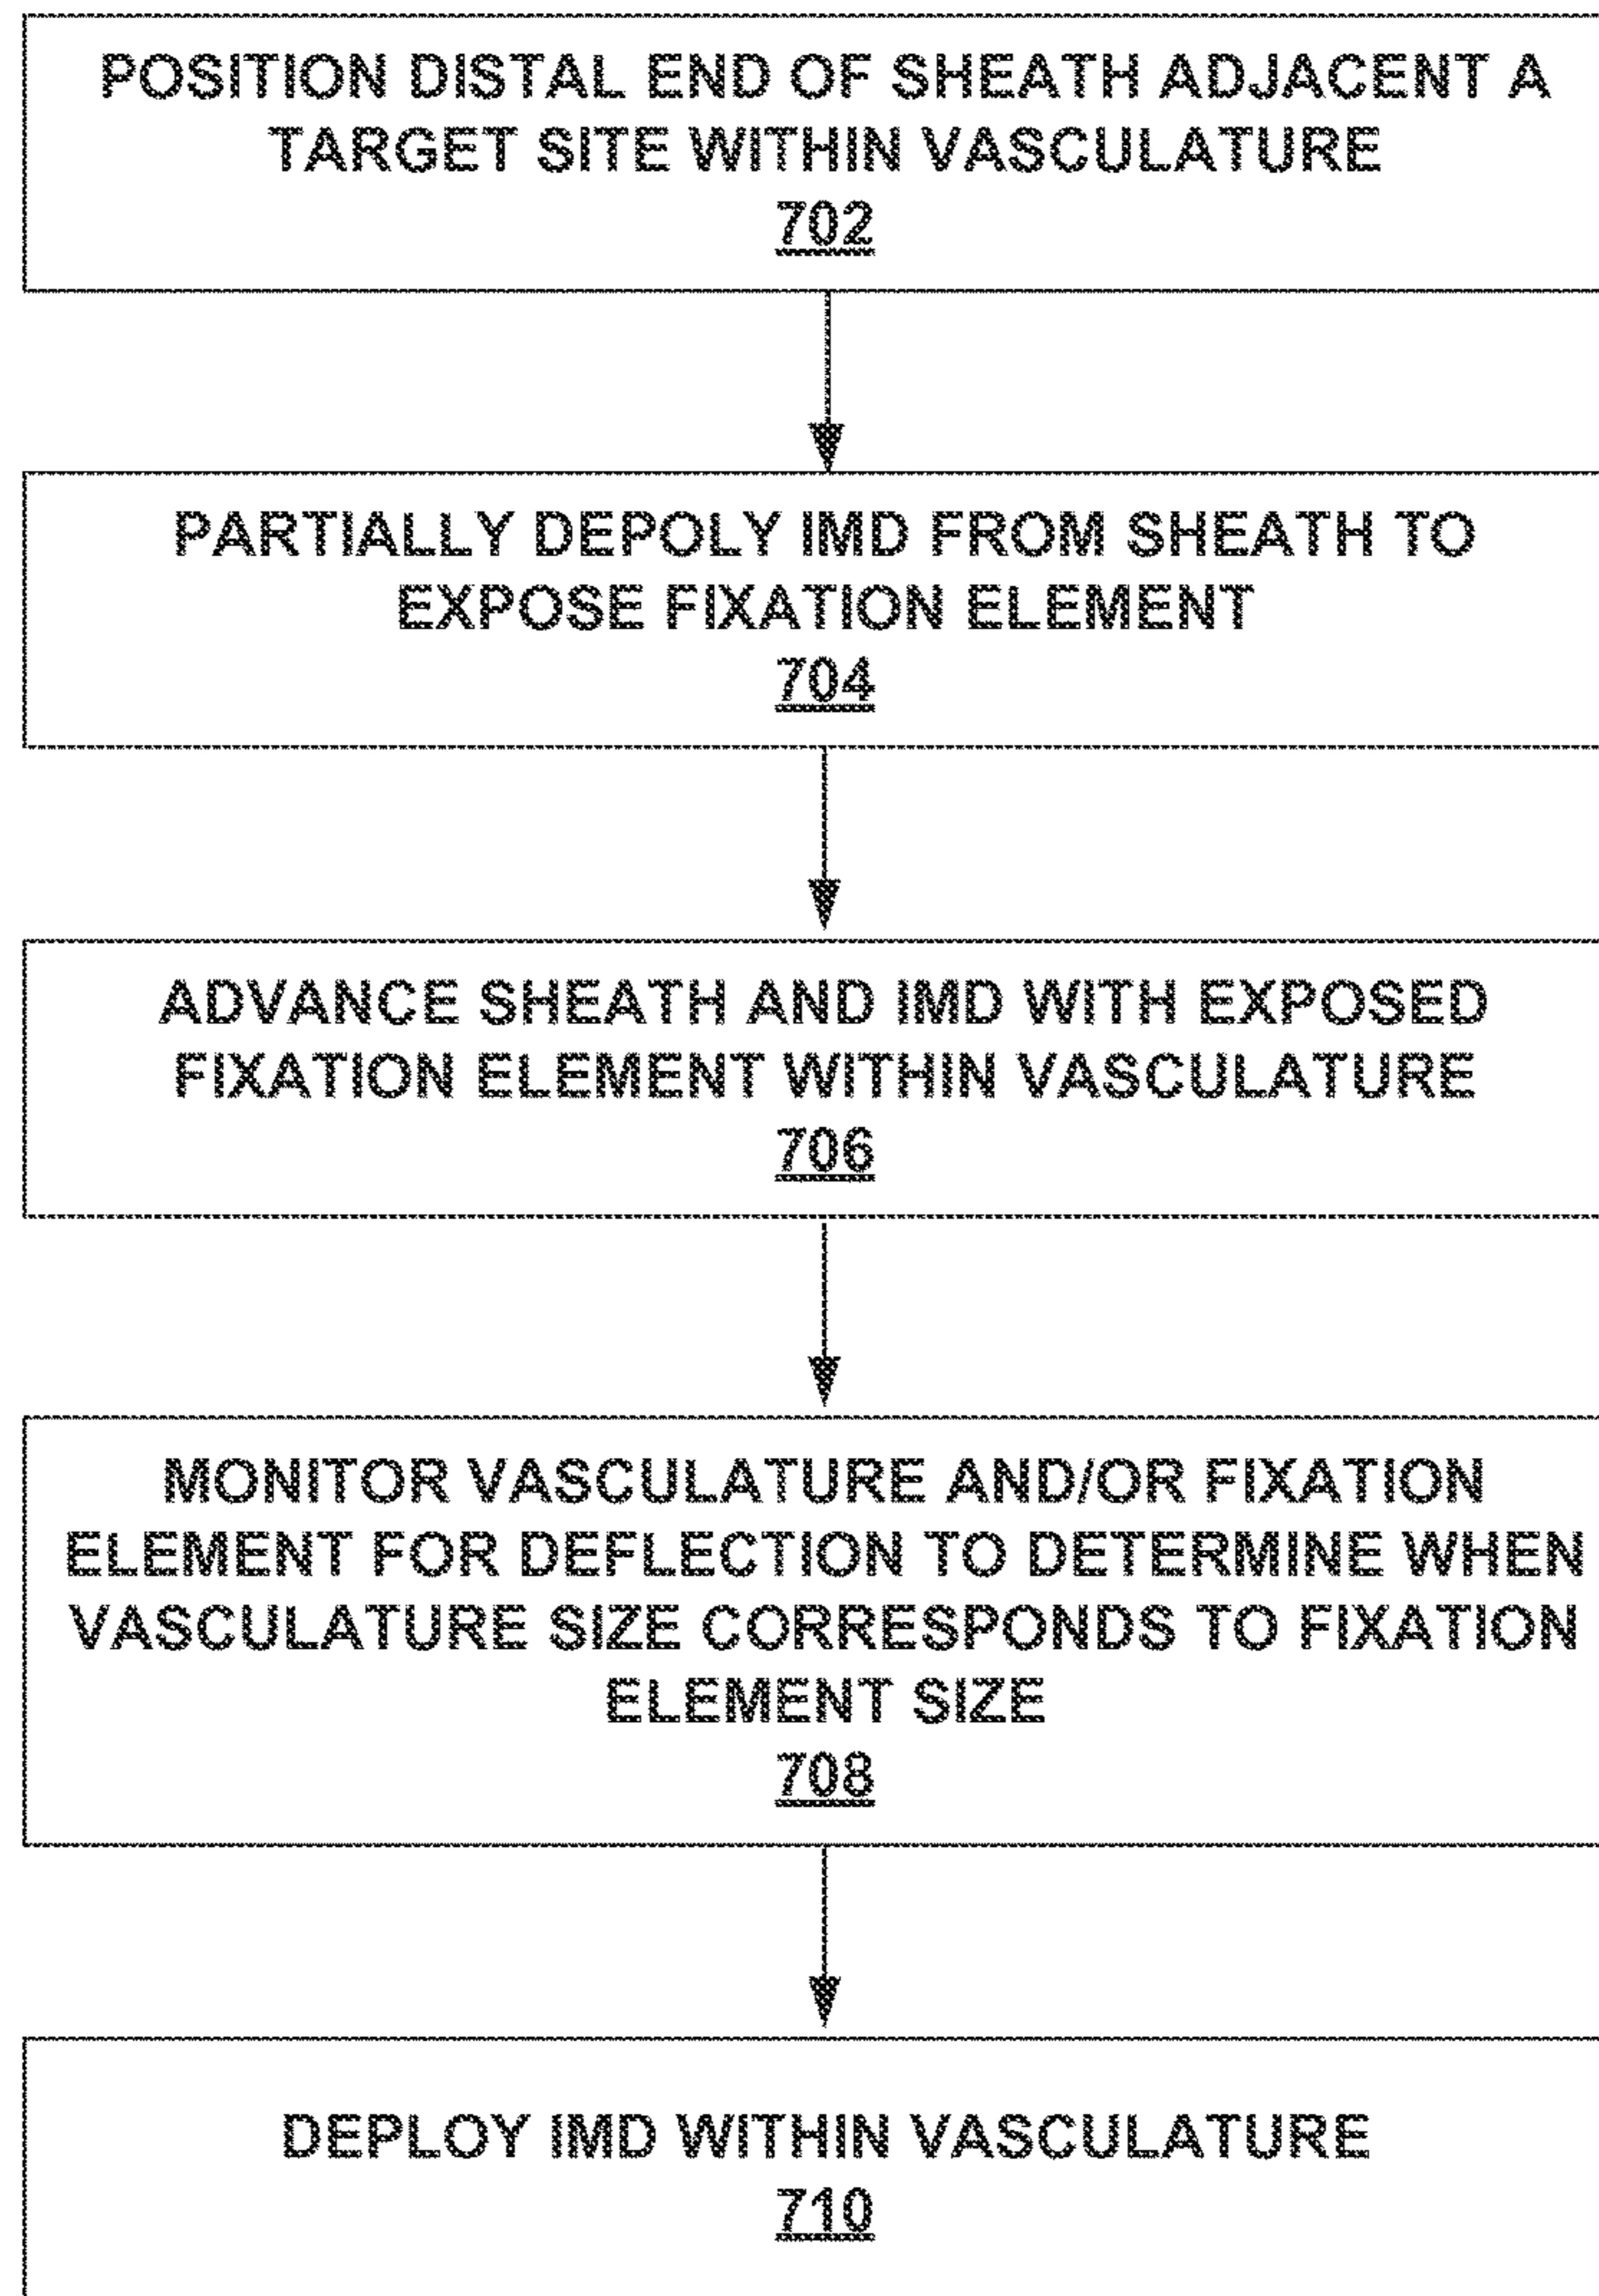 POSITION DISTAL END OF SHEATH ADJACENT A
TARGET SITE WITHIN VASCULATURE
702
PARTIALLY DEPOLY IMD FROM SHEATH TO
EXPOSE FIXATION ELEMENT
704
ADVANCE SHEATH AND IMD WITH EXPOSED
FIXATION ELEMENT WITHIN VASCULATURE
706
MONITOR VASCULATURE AND/OR FIXATION
ELEMENT FOR DEFLECTION TO DETERMINE WHEN
VASCULATURE SIZE CORRESPONDS TO FIXATION
ELEMENT SIZE
708
DEPLOY IMD WITHIN VASCULATURE
710